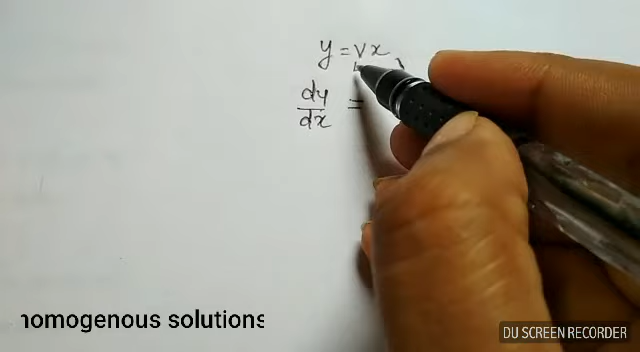 y = vx
dy/dx =
homogenous solutions
DU SCREEN RECORDER